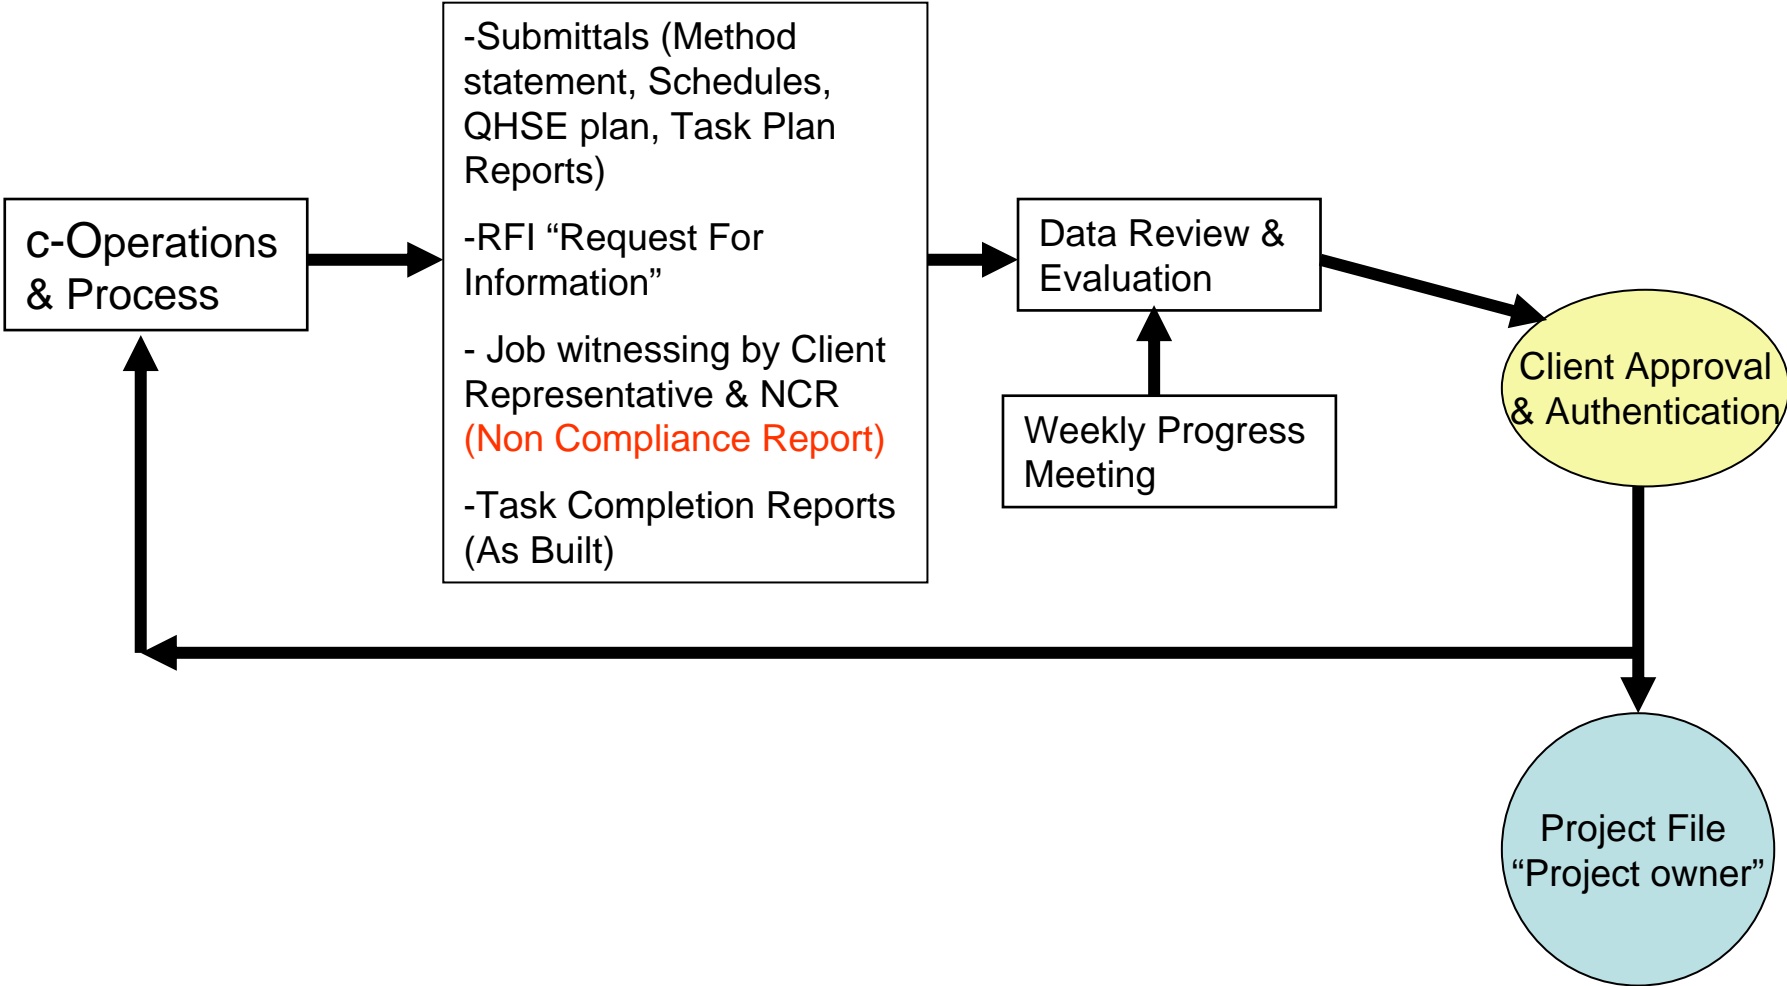 c-Operations
& Process
-Submittals (Method
statement, Schedules,
QHSE plan, Task Plan
Reports)
-RFI “Request For
Information”
- Job witnessing by Client
Representative & NCR
(Non Compliance Report)
-Task Completion Reports
(As Built)
Data Review &
Evaluation
Weekly Progress
Meeting
Client Approval
& Authentication
Project File
“Project owner”